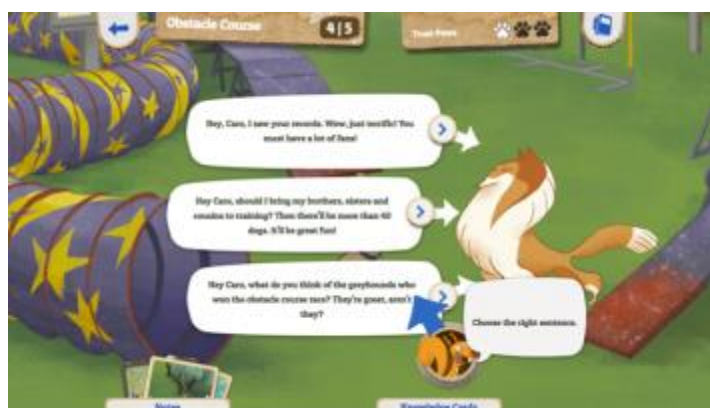 Obstacle Course
4|5
Trust Paws
Hey, Caro, I saw your records. Wow, just terrific! You
must have a lot of fans!
Hey Caro, should I bring my brothers, sisters and
cousins to training? Then there'll be more than 40
dogs. It'll be great fun!
Hey Caro, what do you think of the greyhounds who
won the obstacle course race? They're great, aren't
they?
Choose the right sentence.
Notes
Knowledge Cards